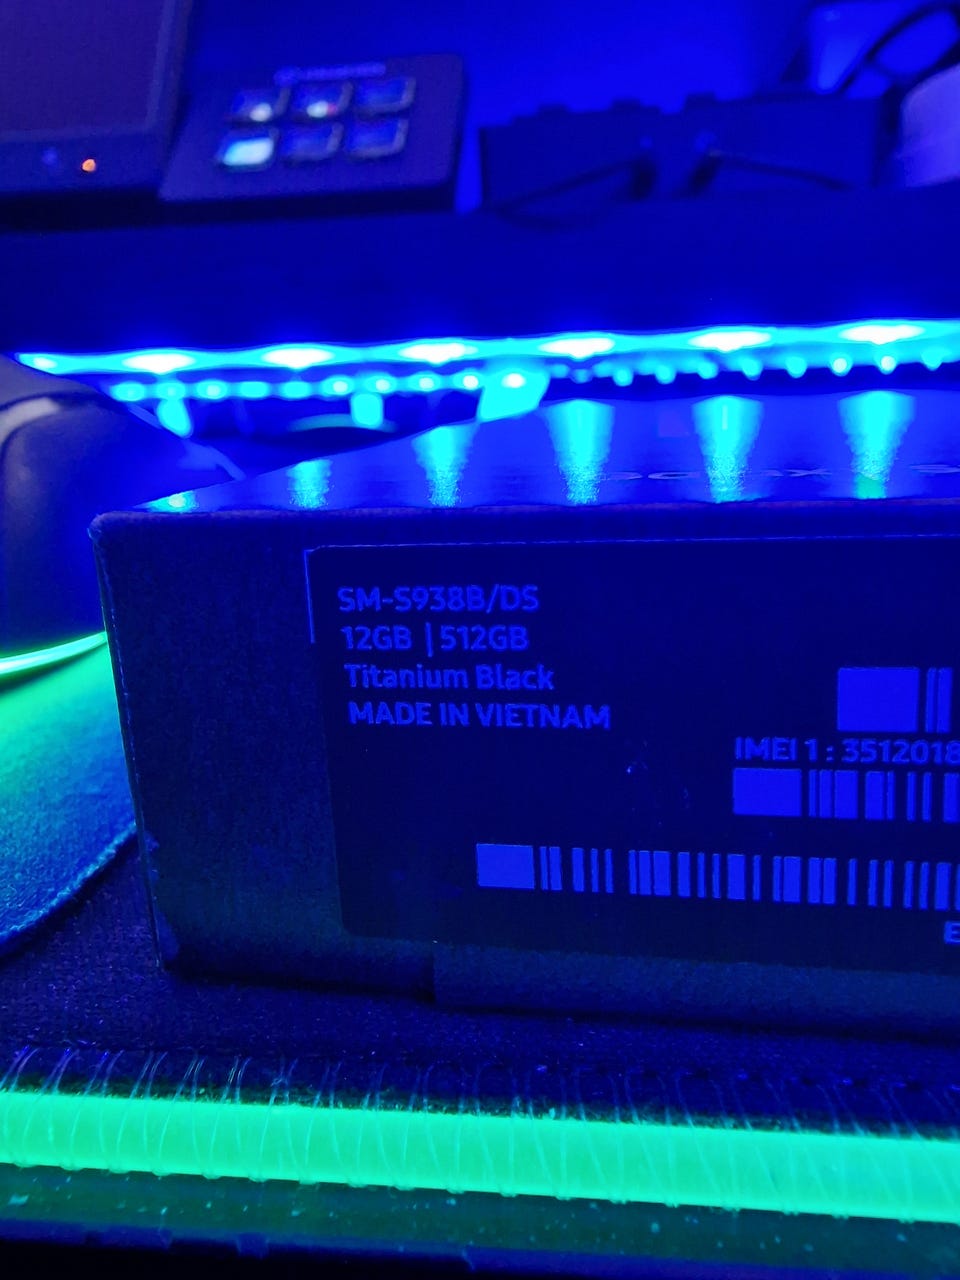 SM-S938B/DS
12GB | 512GB
Titanium Black
MADE IN VIETNAM
IMEI 1 : 3512018